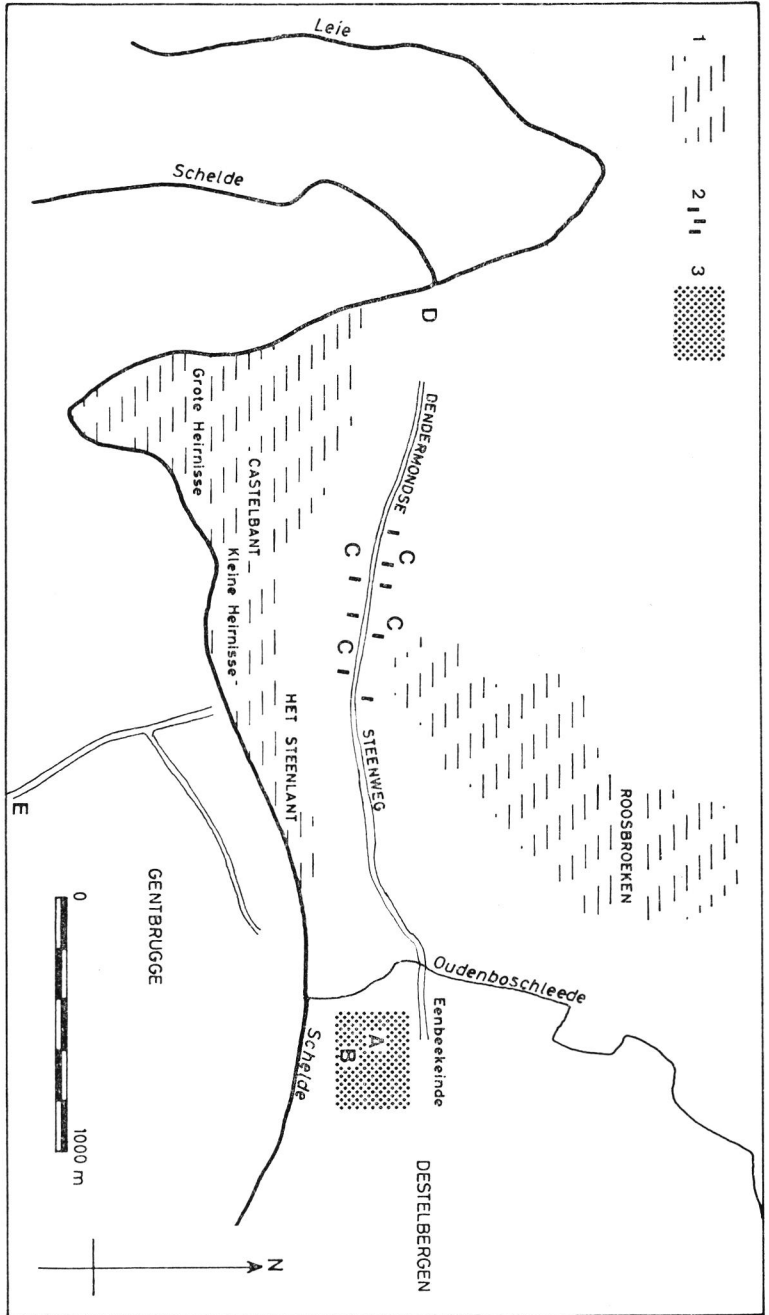 1
2
3
Leie
Schelde
D
Grote Heirnisse
CASTELBANT
Kleine Heirnisse
HET STEENLANT
DENDERMONDSE
STEENWEG
C
C
C
C
ROOSBROEKEN
Oudenboschleede
Eenbeekeinde
A
B
Schelde
E
GENTBRUGGE
DESTELBERGEN
0
1000 m
N